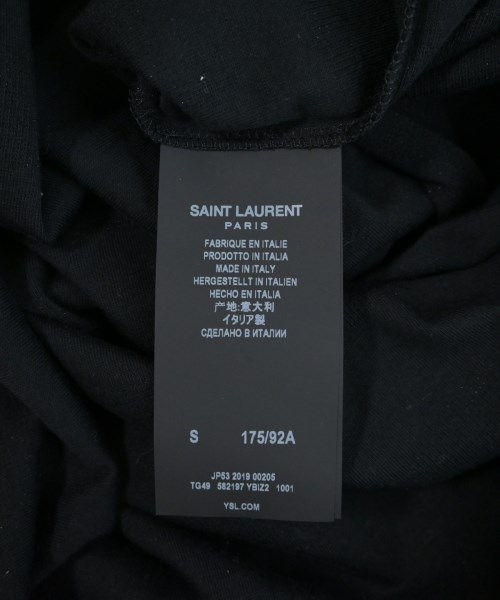 SAINT LAURENT
PARIS
FABRIQUE EN ITALIE
PRODOTTO IN ITALIA
MADE IN ITALY
HERGESTELLT IN ITALIEN
HECHO EN ITALIA
产地:意大利
イタリア製
СДЕЛАНО В ИТАЛИИ
S 175/92A
JP53 2019 00205
TG49 582197 YBIZ2 1001
YSL.COM